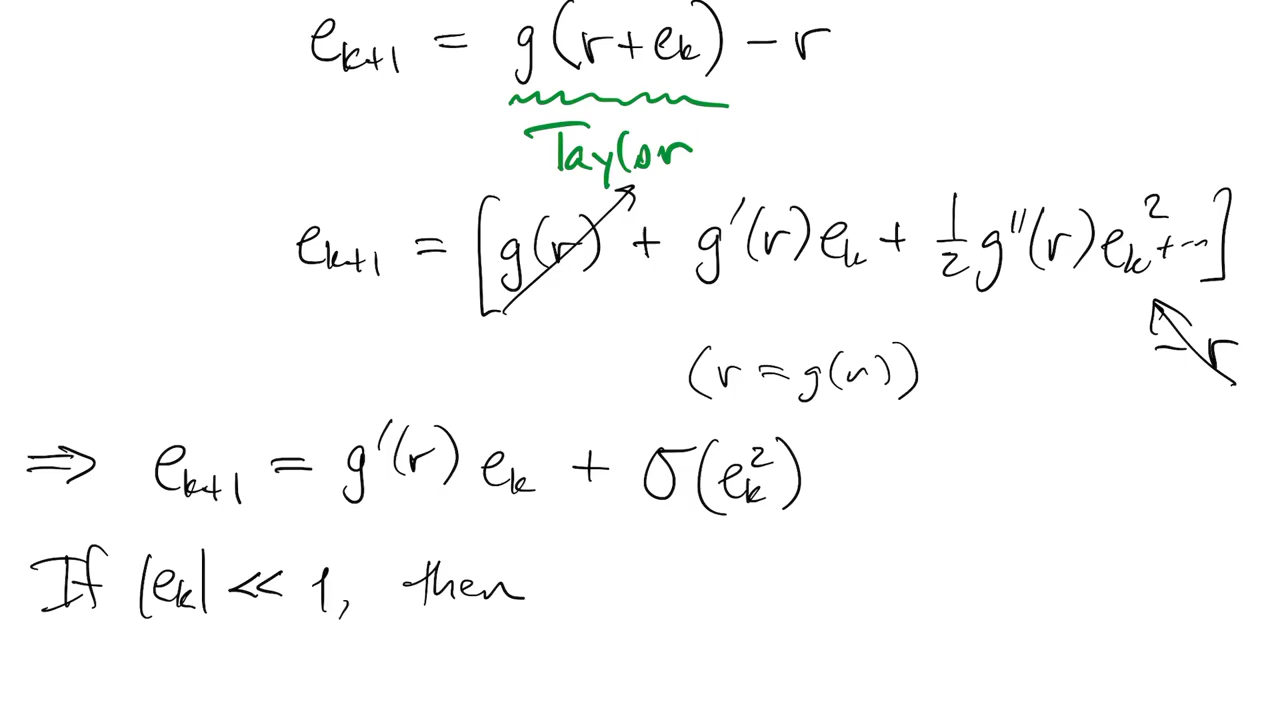 e_{k+1} = g(r+e_k) - r
Taylor
e_{k+1} = [g(r) + g'(r)e_k + \frac{1}{2}g''(r)e_k^2 + ...]
- r
(r = g(r))
⇒ e_{k+1} = g'(r) e_k + O(e_k^2)
If |e_k| << 1, then